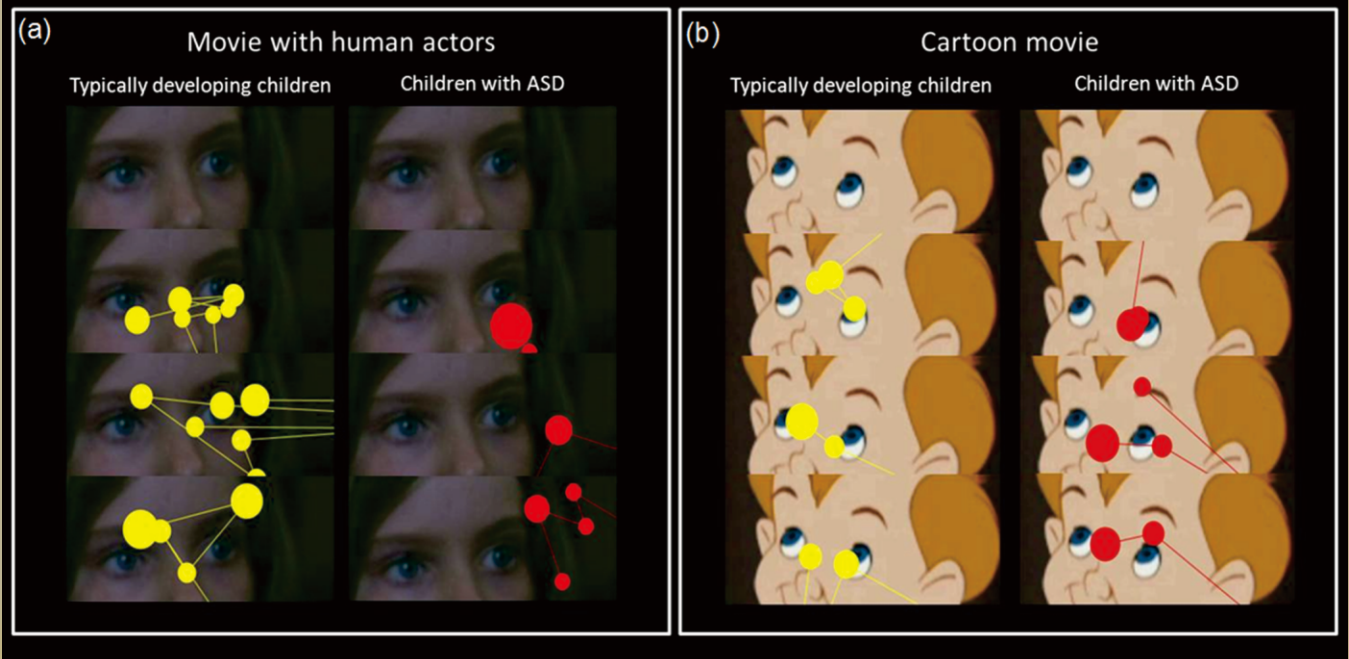 (a)
Movie with human actors
Typically developing children
Children with ASD
(b)
Cartoon movie
Typically developing children
Children with ASD